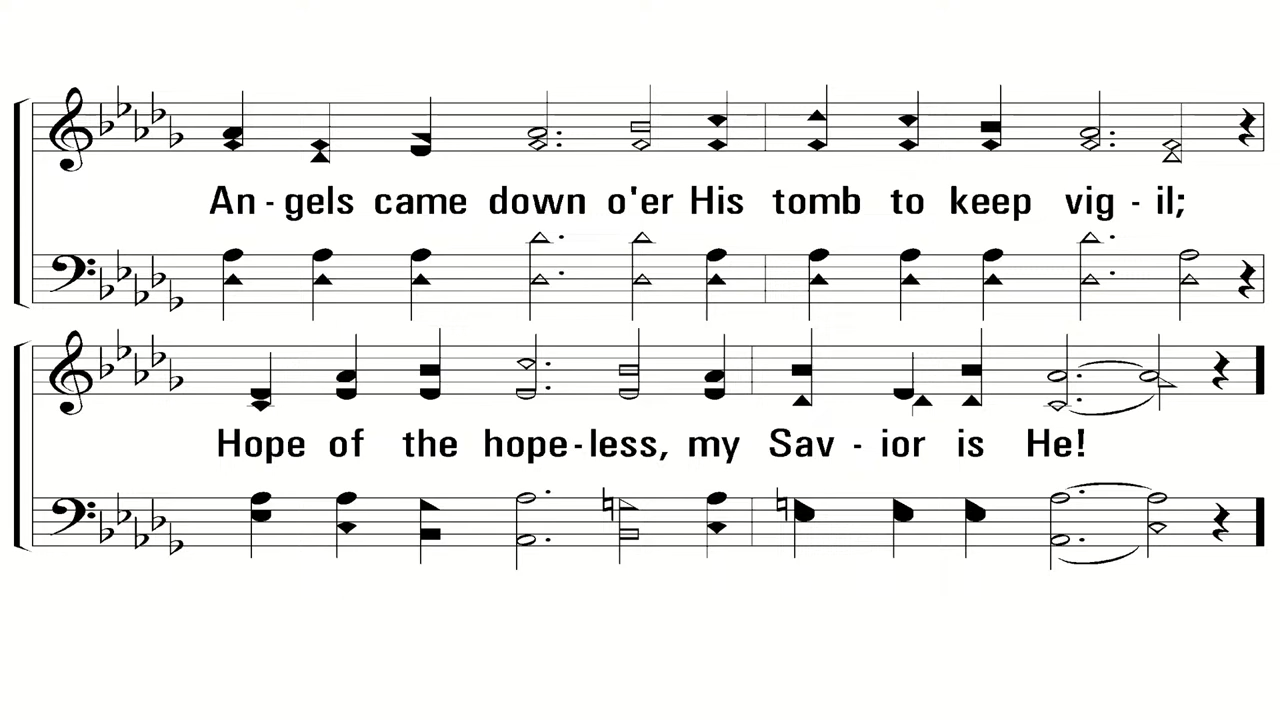 An - gels came down o'er His tomb to keep vig - il;
Hope of the hope - less, my Sav - ior is He!